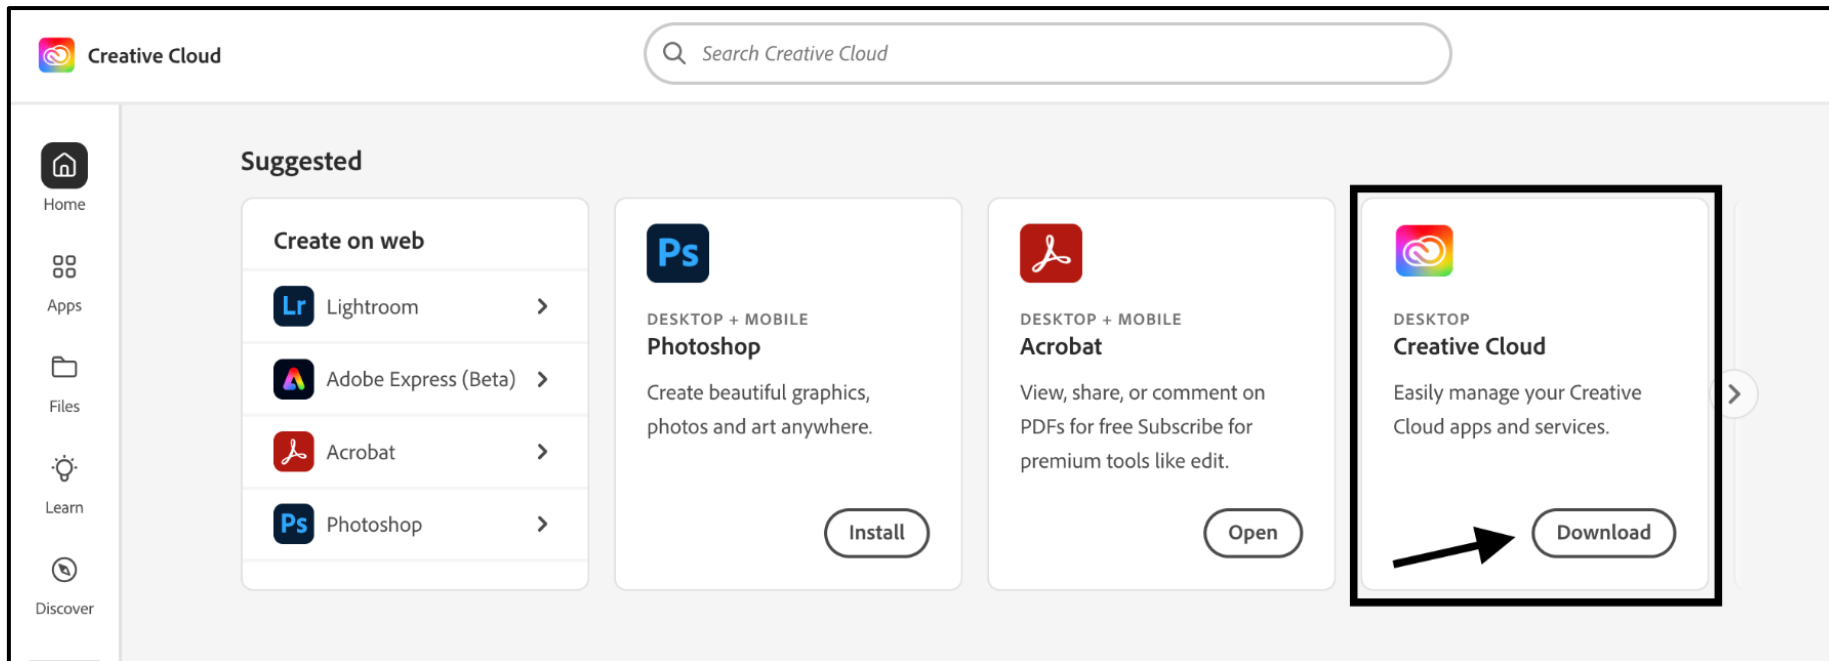 Creative Cloud
Search Creative Cloud
Home
Apps
Files
Learn
Discover
Suggested
Create on web
Lr Lightroom
Adobe Express (Beta)
Acrobat
Ps Photoshop
Ps
DESKTOP + MOBILE
Photoshop
Create beautiful graphics,
photos and art anywhere.
Install
DESKTOP + MOBILE
Acrobat
View, share, or comment on
PDFs for free Subscribe for
premium tools like edit.
Open
DESKTOP
Creative Cloud
Easily manage your Creative
Cloud apps and services.
Download